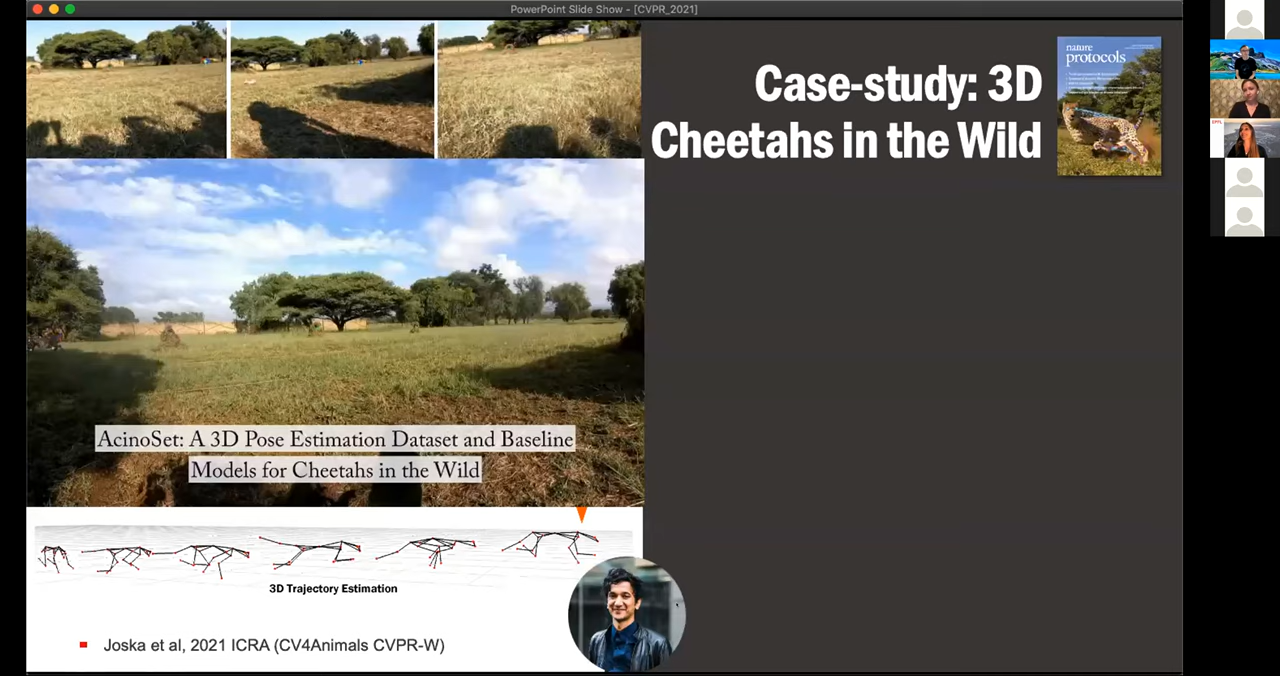 PowerPoint Slide Show - [CVPR_2021]
Case-study: 3D
Cheetahs in the Wild
nature
protocols
AcinoSet: A 3D Pose Estimation Dataset and Baseline
Models for Cheetahs in the Wild
3D Trajectory Estimation
Joska et al, 2021 ICRA (CV4Animals CVPR-W)